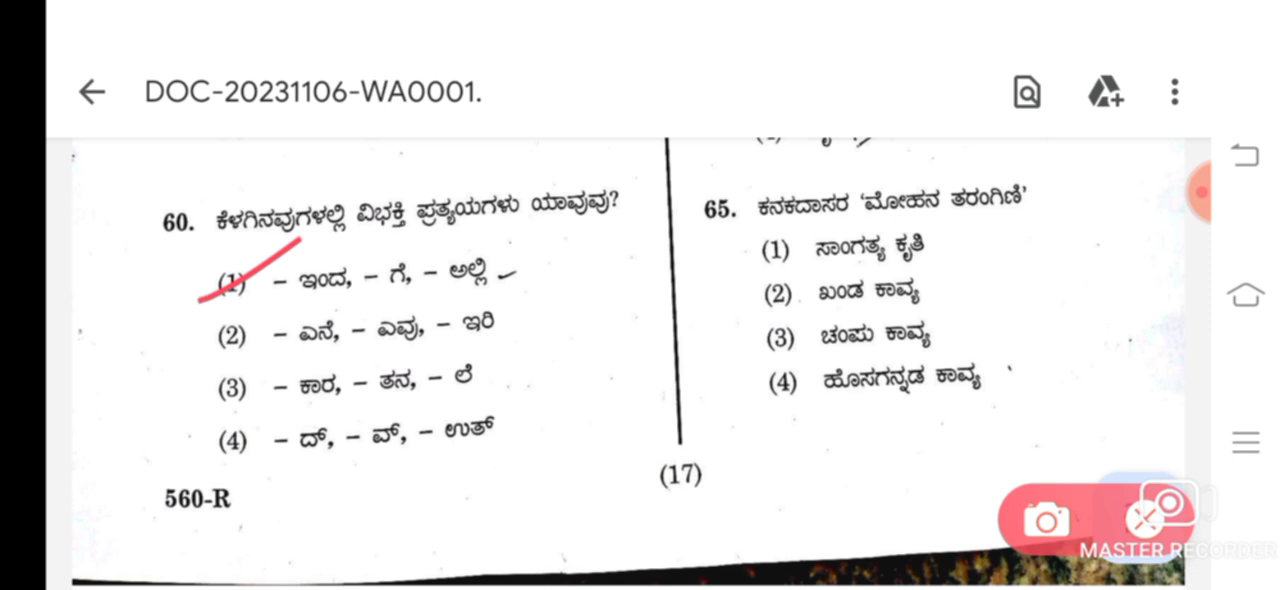 DOC-20231106-WA0001.
60. ಕೆಳಗಿನವುಗಳಲ್ಲಿ ವಿಭಕ್ತಿ ಪ್ರತ್ಯಯಗಳು ಯಾವುವು?
(1) – ಇಂದ, – ಗೆ, – ಅಲ್ಲಿ
(2) – ಎನೆ, – ಎವು, – ಇರಿ
(3) – ಕಾರ, – ತನ, – ಲೆ
(4) – ದ್, – ವ್, – ಉತ್
560-R
(17)
65. ಕನಕದಾಸರ ‘ಮೋಹನ ತರಂಗಿಣಿ’
(1) ಸಾಂಗತ್ಯ ಕೃತಿ
(2) ಖಂಡ ಕಾವ್ಯ
(3) ಚಂಪು ಕಾವ್ಯ
(4) ಹೊಸಗನ್ನಡ ಕಾವ್ಯ
MASTER RECORDER